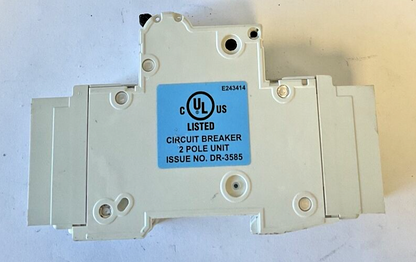 E243414
C UL US
LISTED
CIRCUIT BREAKER
2 POLE UNIT
ISSUE NO. DR-3585